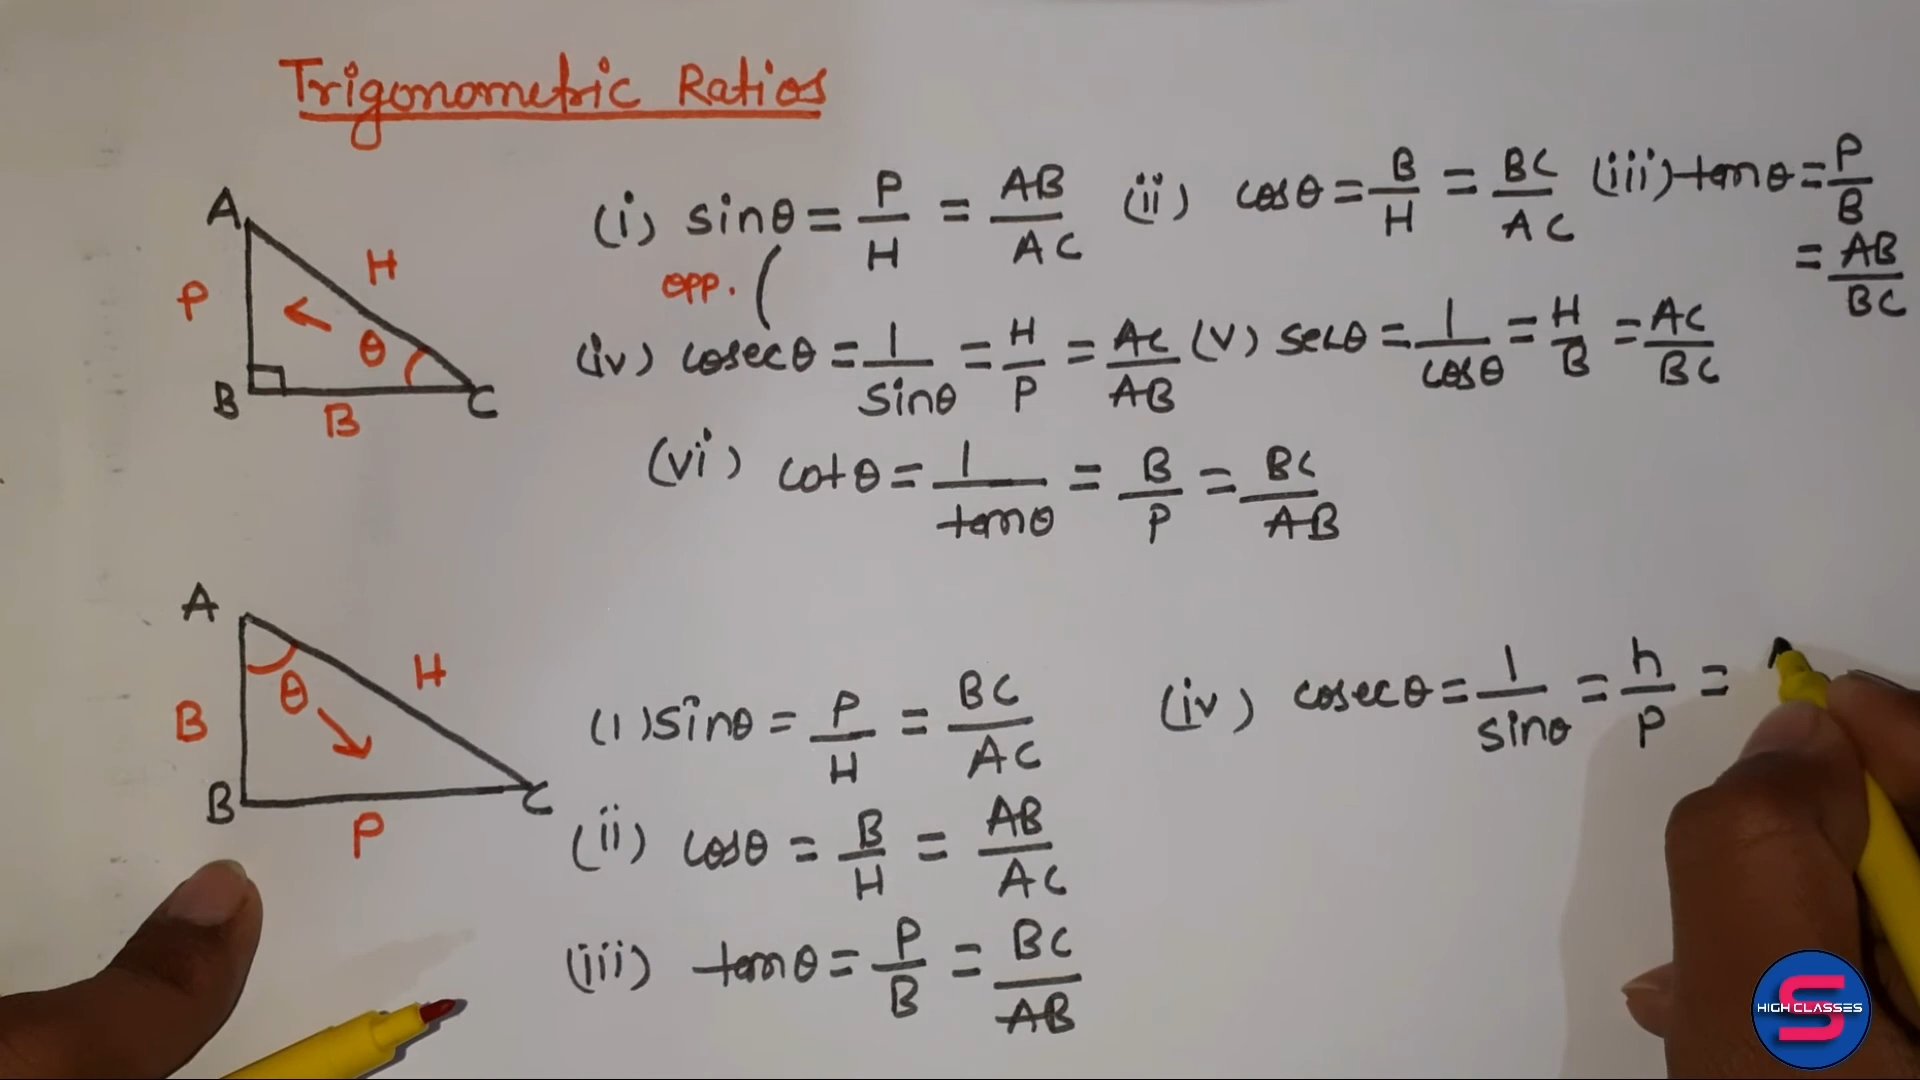 Trigonometric Ratios
A
P
H
θ
B
B
C
(i) sinθ = P/H = AB/AC (ii) cosθ = B/H = BC/AC (iii) tanθ = P/B
= AB/BC
opp.
(iv) cosecθ = 1/sinθ = H/P = AC/AB (v) secθ = 1/cosθ = H/B = AC/BC
(vi) cotθ = 1/tanθ = B/P = BC/AB
A
B
θ
H
B
P
C
(i) sinθ = P/H = BC/AC
(ii) cosθ = B/H = AB/AC
(iii) tanθ = P/B = BC/AB
(iv) cosecθ = 1/sinθ = h/P =
S
HIGH CLASSES